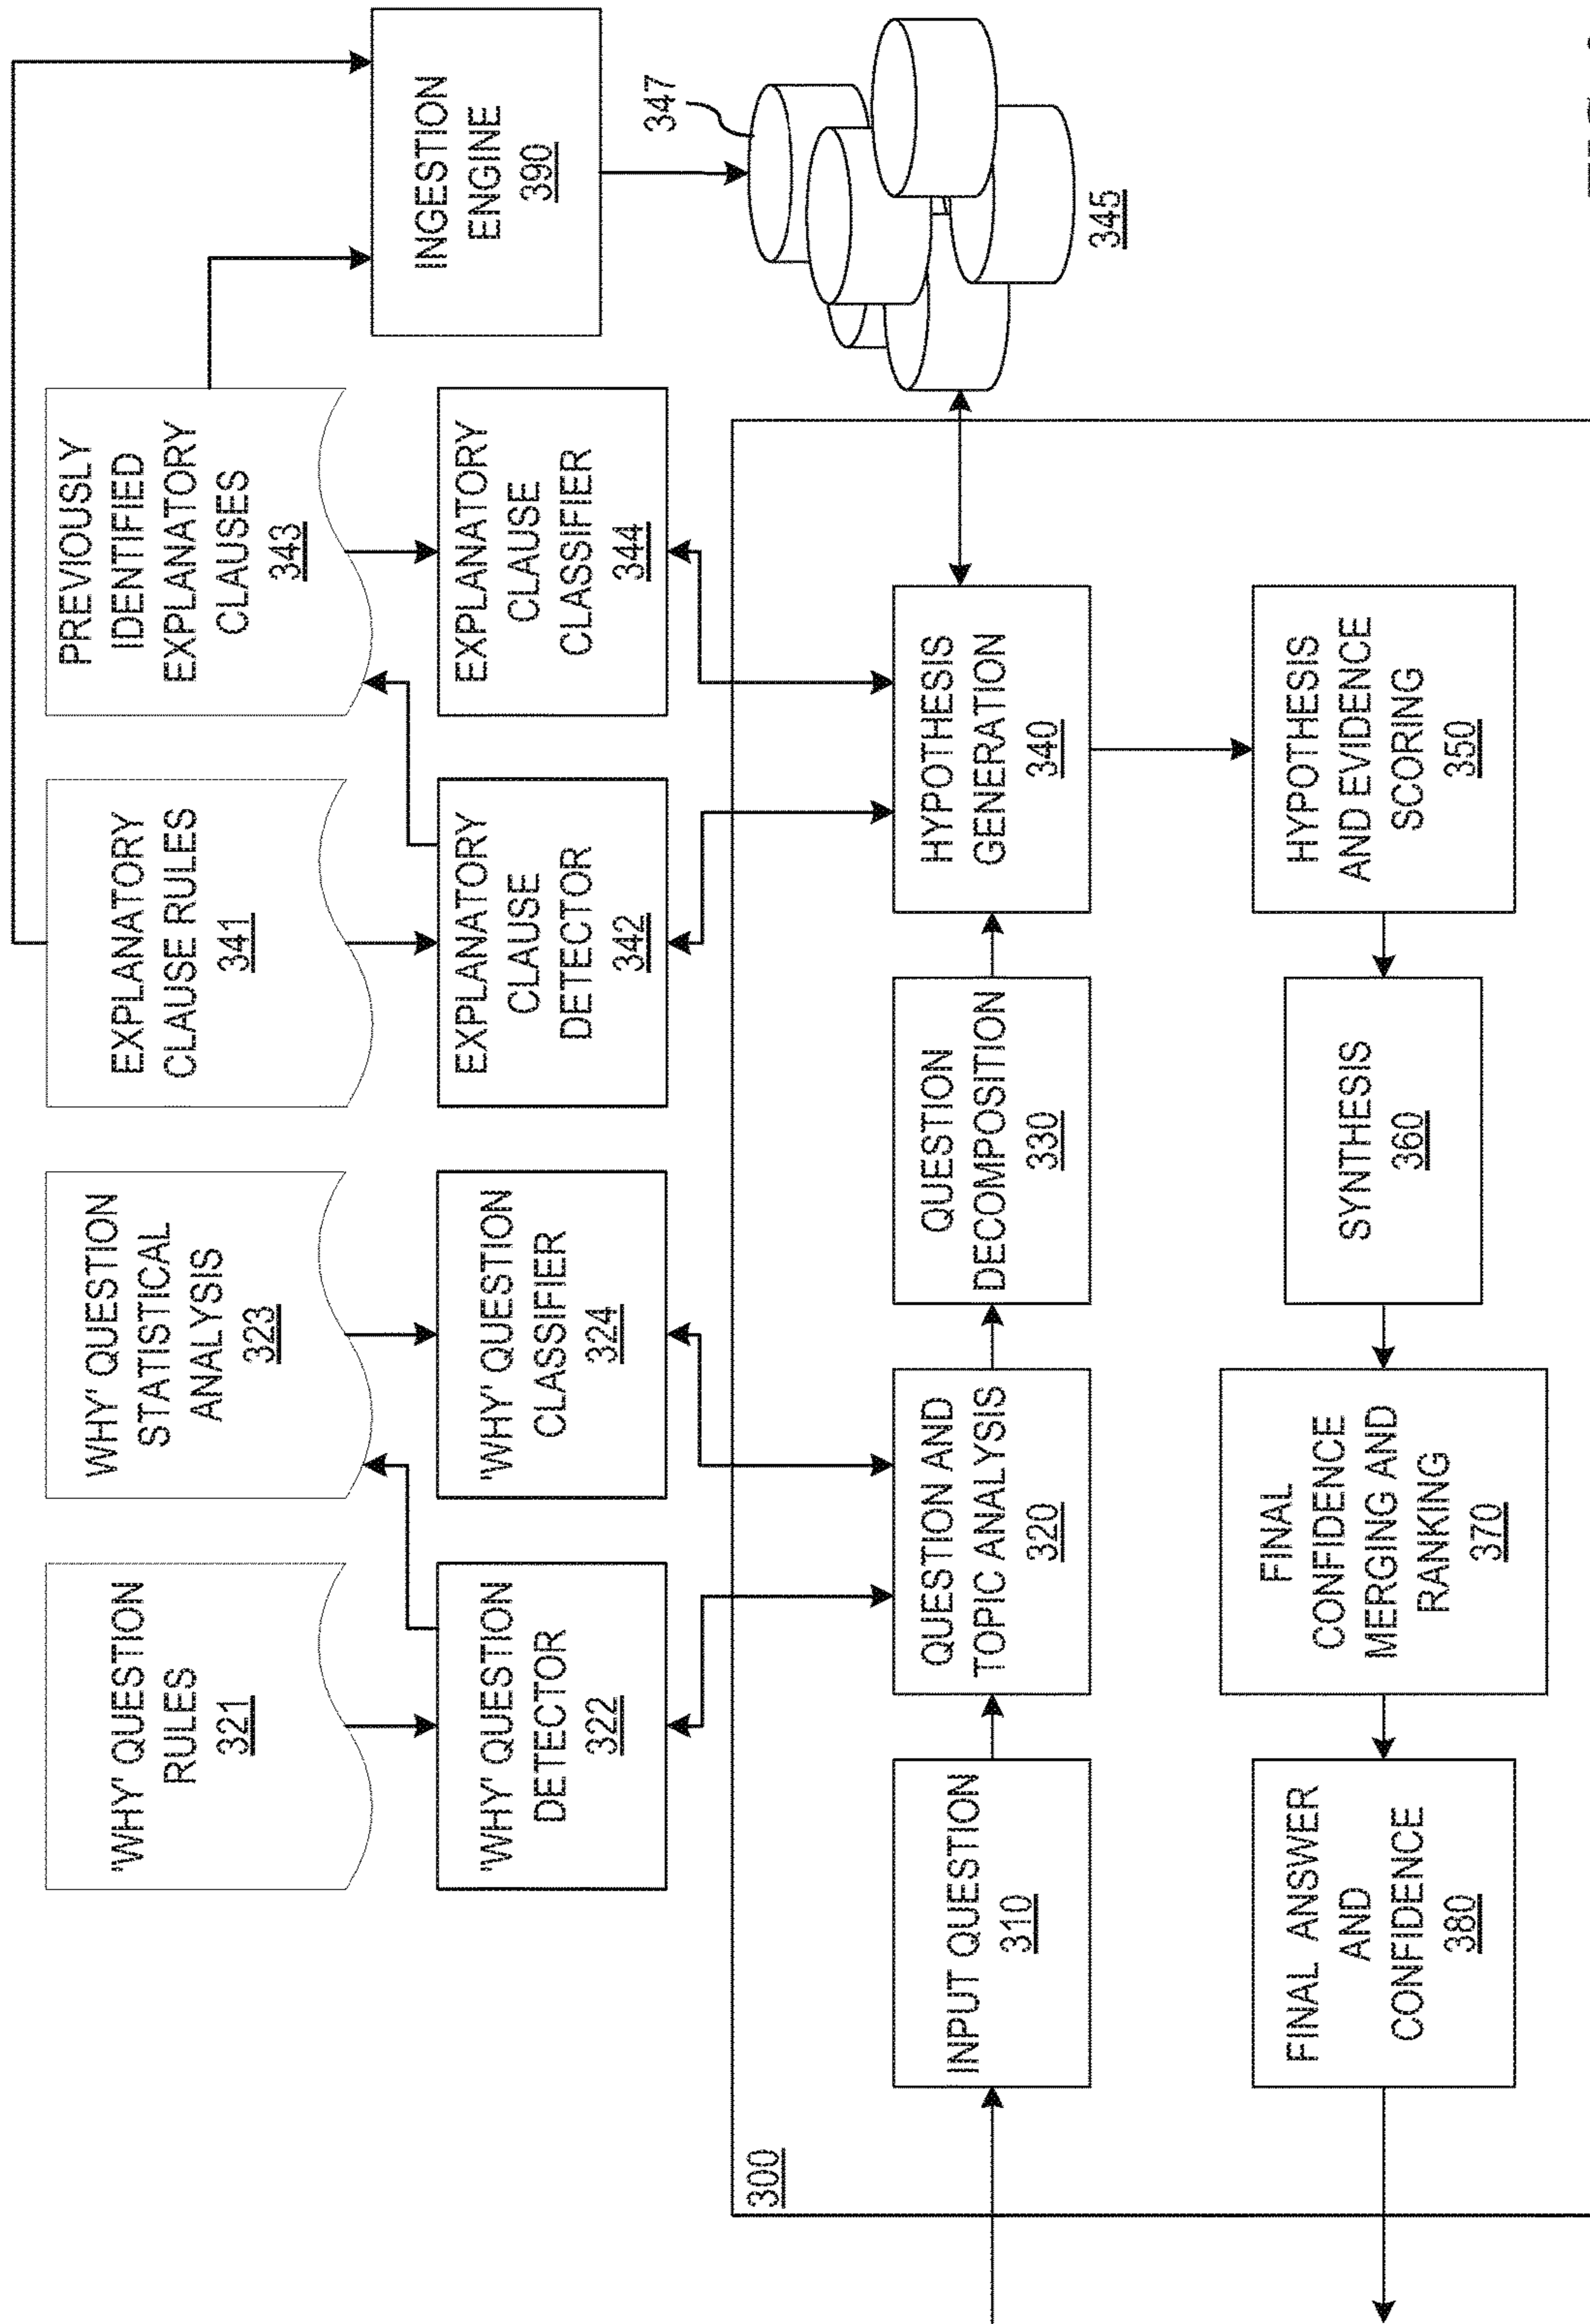 'WHY' QUESTION
RULES
321
WHY' QUESTION
STATISTICAL
ANALYSIS
323
EXPLANATORY
CLAUSE RULES
341
PREVIOUSLY
IDENTIFIED
EXPLANATORY
CLAUSES
343
'WHY' QUESTION
DETECTOR
322
'WHY' QUESTION
CLASSIFIER
324
EXPLANATORY
CLAUSE
DETECTOR
342
EXPLANATORY
CLAUSE
CLASSIFIER
344
INGESTION
ENGINE
390
347
345
300
INPUT QUESTION
310
QUESTION AND
TOPIC ANALYSIS
320
QUESTION
DECOMPOSITION
330
HYPOTHESIS
GENERATION
340
FINAL ANSWER
AND
CONFIDENCE
380
FINAL
CONFIDENCE
MERGING AND
RANKING
370
SYNTHESIS
360
HYPOTHESIS
AND EVIDENCE
SCORING
350